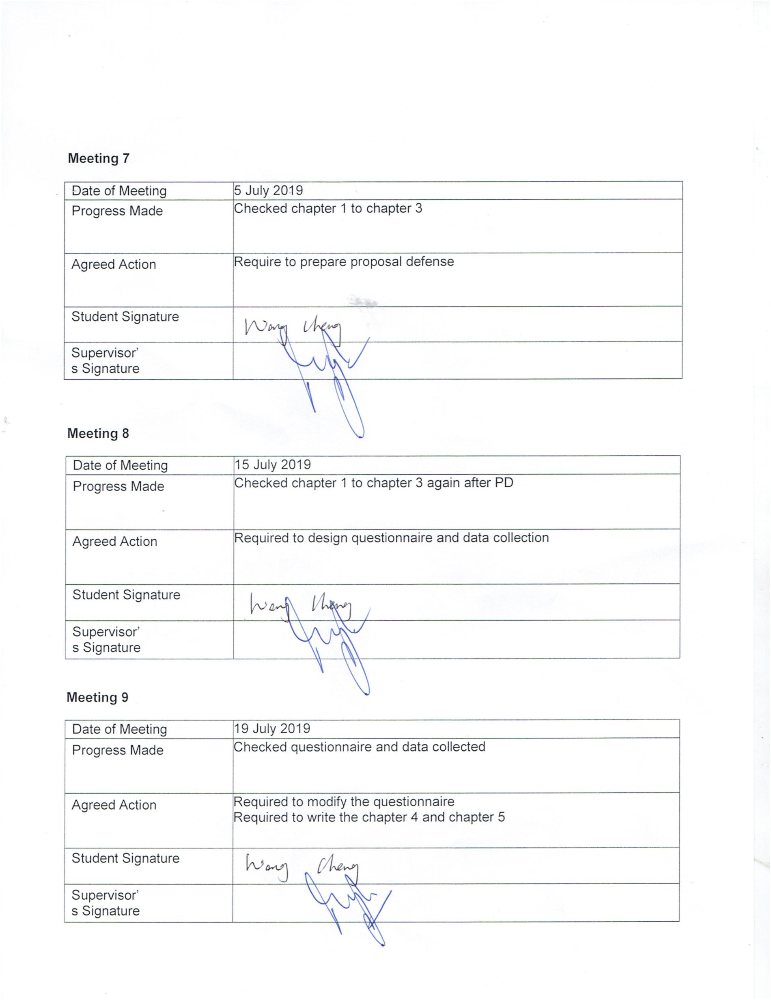 Meeting 7
Date of Meeting 5 July 2019
Progress Made Checked chapter 1 to chapter 3
Agreed Action Require to prepare proposal defense
Student Signature Wang Cheng
Supervisor'
s Signature
Meeting 8
Date of Meeting 15 July 2019
Progress Made Checked chapter 1 to chapter 3 again after PD
Agreed Action Required to design questionnaire and data collection
Student Signature Wang Cheng
Supervisor'
s Signature
Meeting 9
Date of Meeting 19 July 2019
Progress Made Checked questionnaire and data collected
Agreed Action Required to modify the questionnaire
Required to write the chapter 4 and chapter 5
Student Signature Wang Cheng
Supervisor'
s Signature